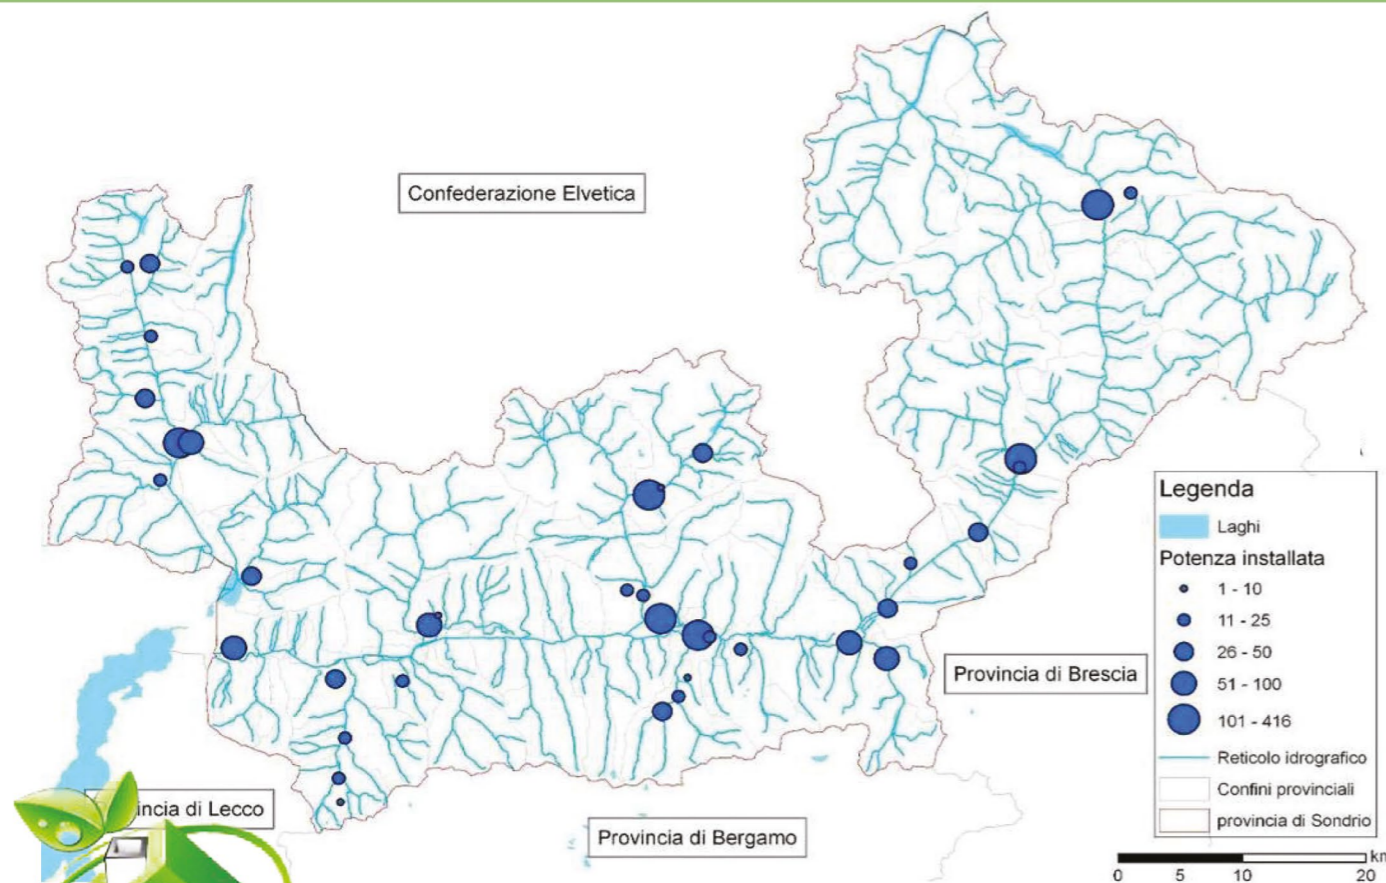 Confederazione Elvetica
Legenda
Laghi
Potenza installata
1 - 10
11 - 25
26 - 50
51 - 100
101 - 416
Reticolo idrografico
Confini provinciali
provincia di Sondrio
Provincia di Brescia
incia di Lecco
Provincia di Bergamo
km
0 5 10 20